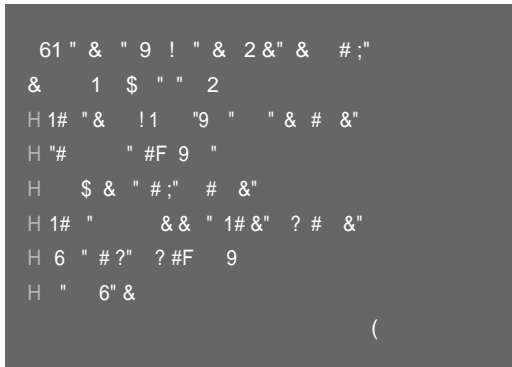 61 " & " 9 ! " & 2 &" & # ;"
& 1 $ " " 2
H 1# "& !1 "9 " " & # &"
H "# " #F 9 "
H $ & " # ;" # &"
H 1# " && " 1# &" ? # &"
H 6 " # ?" ? #F 9
H " 6" &
(